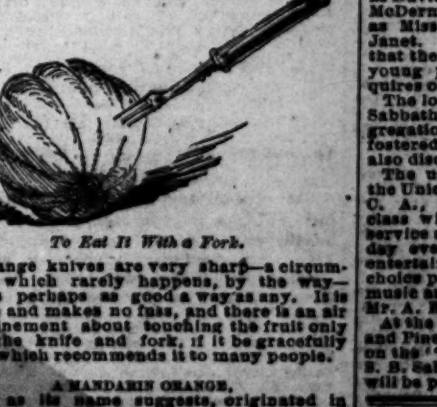 To Eat It With a Fork.
ange knives are very sharp—a circum-
which rarely happens, by the way—
perhaps as good a way as any. It is
and makes no fuss, and there is an air
nement about touching the fruit only
he knife and fork, if it be gracefully
which recommends it to many people.
A MANDARIN ORANGE,
as its name suggests, originated in
McDerm
as Miss
Janet.
that the
young
quires o
The lo
Sabbath
gregatio
fostered
also disc
The u
the Unio
C. A.,
class w
service
day eve
entertai
choice p
music a
Mr. A.
At the
and Pine
on the
S. B. Sa
will be p